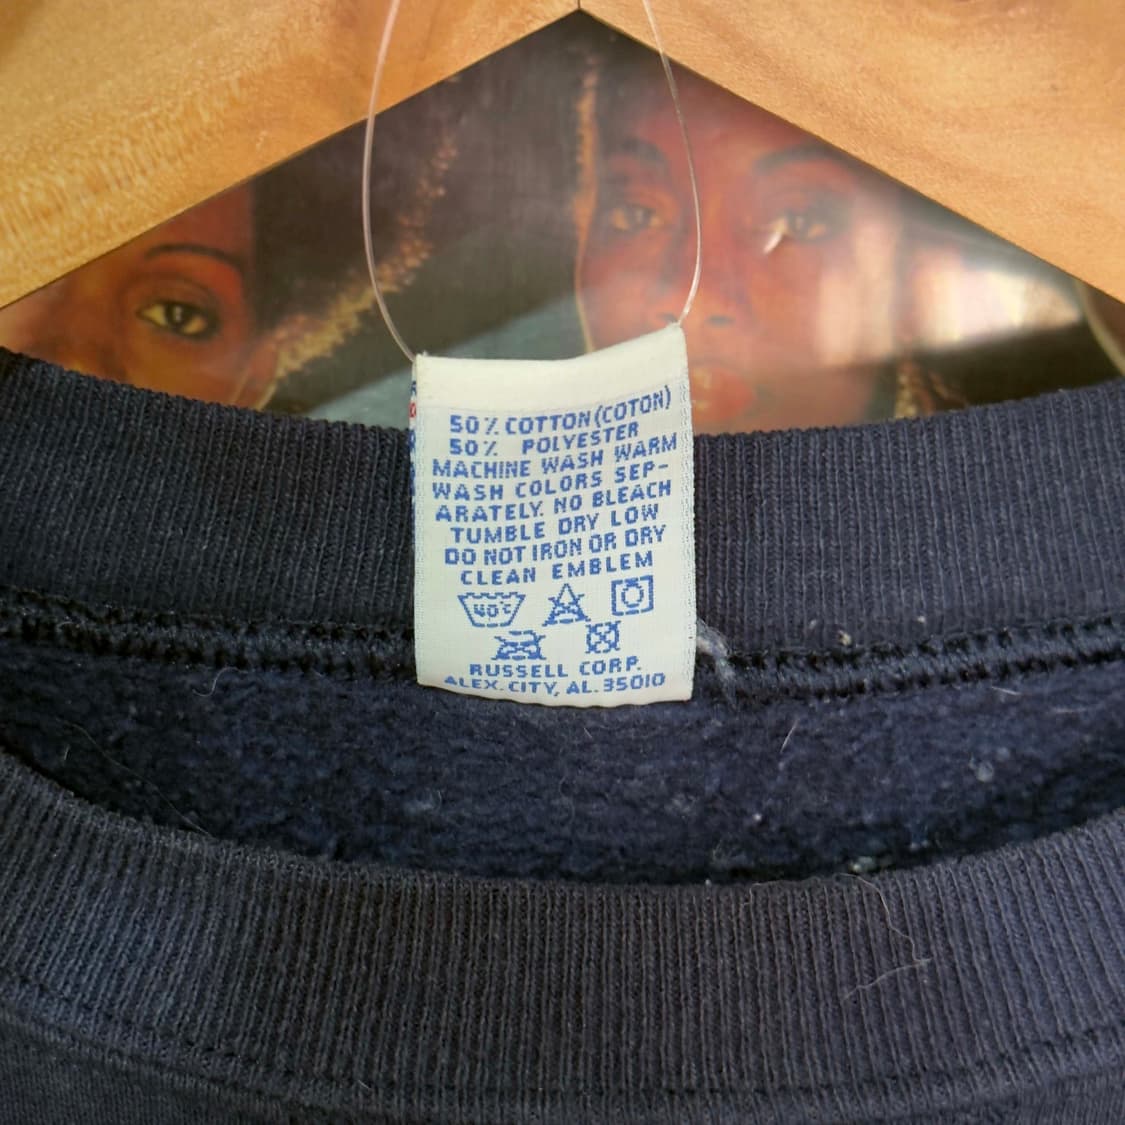 50% COTTON (COTON)
50% POLYESTER
MACHINE WASH WARM
WASH COLORS SEP-
ARATELY. NO BLEACH
TUMBLE DRY LOW
DO NOT IRON OR DRY
CLEAN EMBLEM
40°C
RUSSELL CORP.
ALEX. CITY, AL. 35010